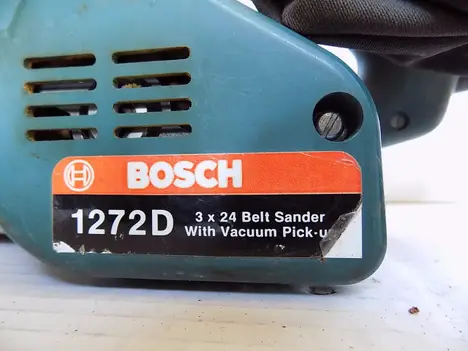 BOSCH
1272D
3 x 24 Belt Sander
With Vacuum Pick-u